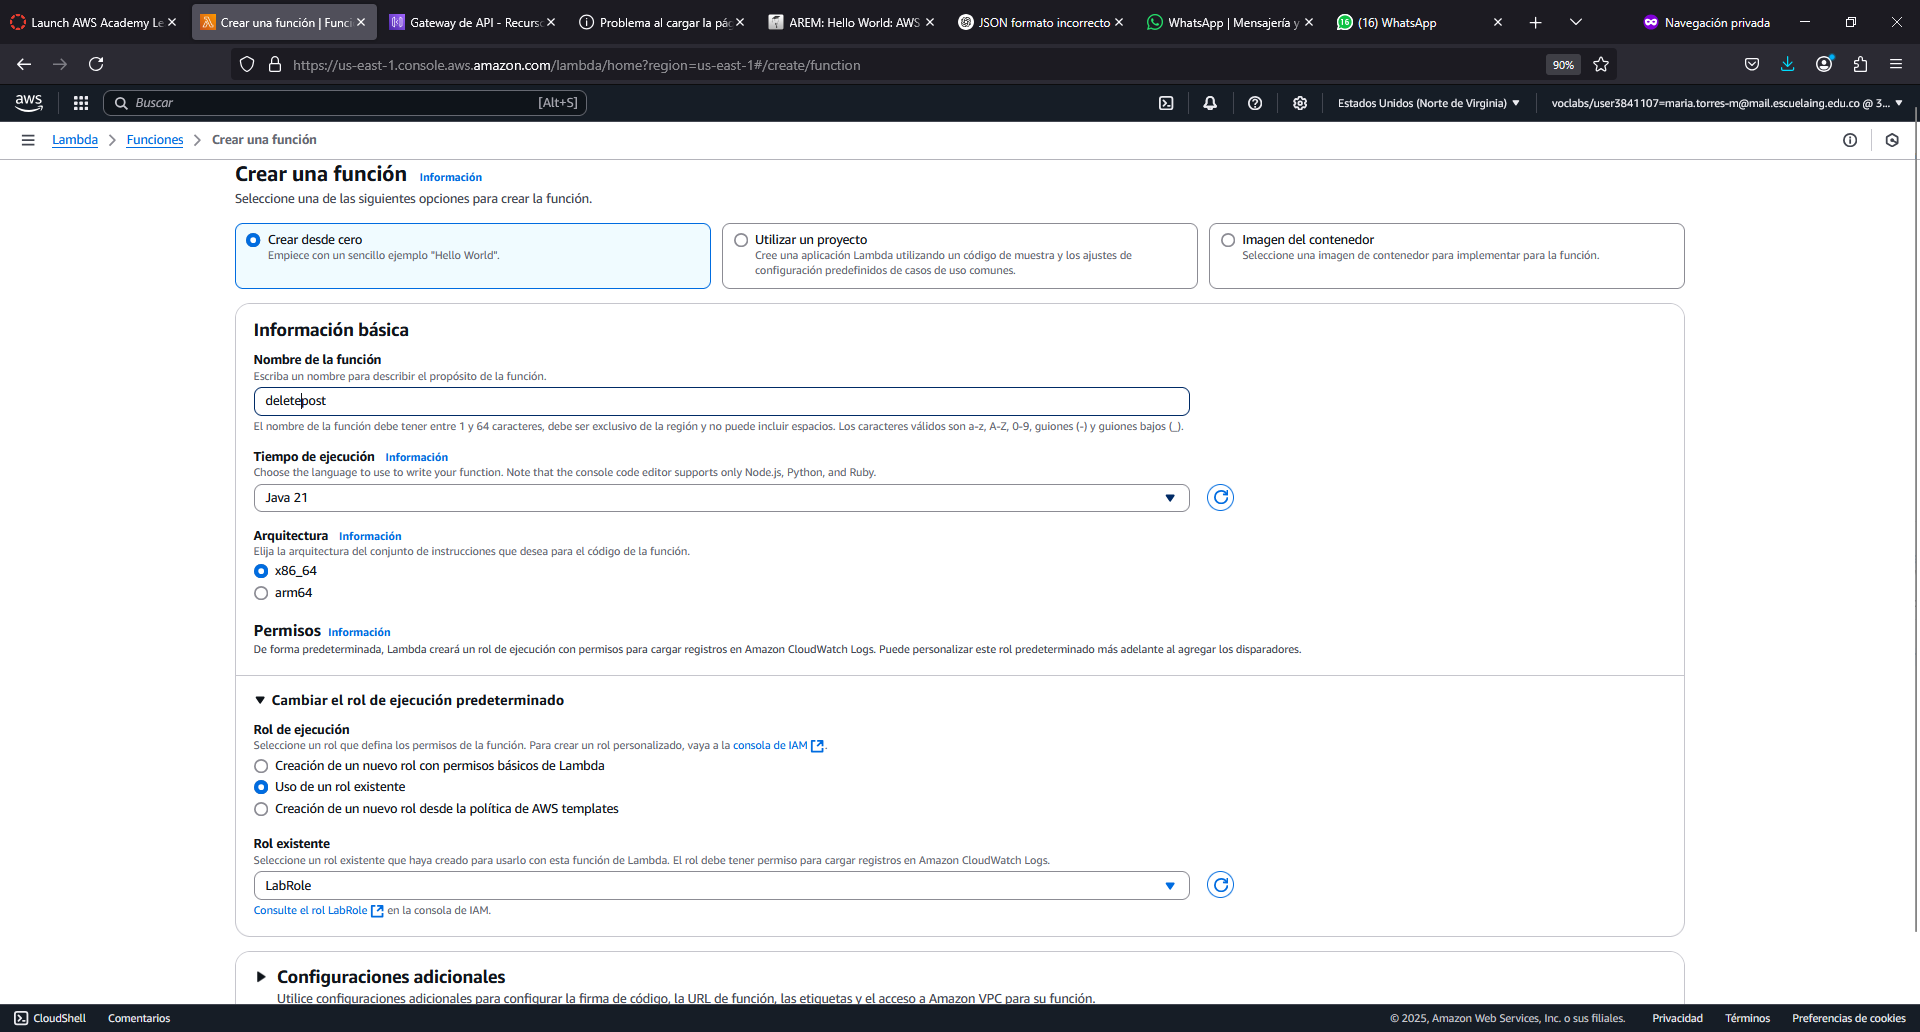 Launch AWS Academy Le
Crear una función | Func
Gateway de API - Recurs
Problema al cargar la pá
AREM: Hello World: AWS
JSON formato incorrecto
WhatsApp | Mensajería y
(16) WhatsApp
Navegación privada
https://us-east-1.console.aws.amazon.com/lambda/home?region=us-east-1#/create/function
90%
aws
Buscar
[Alt+S]
Estados Unidos (Norte de Virginia)
voclabs/user3841107=maria.torres-m@mail.escuelaing.edu.co @ 3...
Lambda
Funciones
Crear una función
Crear una función Información
Seleccione una de las siguientes opciones para crear la función.
Crear desde cero
Empiece con un sencillo ejemplo "Hello World".
Utilizar un proyecto
Cree una aplicación Lambda utilizando un código de muestra y los ajustes de
configuración predefinidos de casos de uso comunes.
Imagen del contenedor
Seleccione una imagen de contenedor para implementar para la función.
Información básica
Nombre de la función
Escriba un nombre para describir el propósito de la función.
deletepost
El nombre de la función debe tener entre 1 y 64 caracteres, debe ser exclusivo de la región y no puede incluir espacios. Los caracteres válidos son a-z, A-Z, 0-9, guiones (-) y guiones bajos (_).
Tiempo de ejecución Información
Choose the language to use to write your function. Note that the console code editor supports only Node.js, Python, and Ruby.
Java 21
Arquitectura Información
Elija la arquitectura del conjunto de instrucciones que desea para el código de la función.
x86_64
arm64
Permisos Información
De forma predeterminada, Lambda creará un rol de ejecución con permisos para cargar registros en Amazon CloudWatch Logs. Puede personalizar este rol predeterminado más adelante al agregar los disparadores.
Cambiar el rol de ejecución predeterminado
Rol de ejecución
Seleccione un rol que defina los permisos de la función. Para crear un rol personalizado, vaya a la consola de IAM .
Creación de un nuevo rol con permisos básicos de Lambda
Uso de un rol existente
Creación de un nuevo rol desde la política de AWS templates
Rol existente
Seleccione un rol existente que haya creado para usarlo con esta función de Lambda. El rol debe tener permiso para cargar registros en Amazon CloudWatch Logs.
LabRole
Consulte el rol LabRole en la consola de IAM.
Configuraciones adicionales
Utilice configuraciones adicionales para configurar la firma de código, la URL de función, las etiquetas y el acceso a Amazon VPC para su función.
CloudShell
Comentarios
© 2025, Amazon Web Services, Inc. o sus filiales.
Privacidad
Términos
Preferencias de cookies